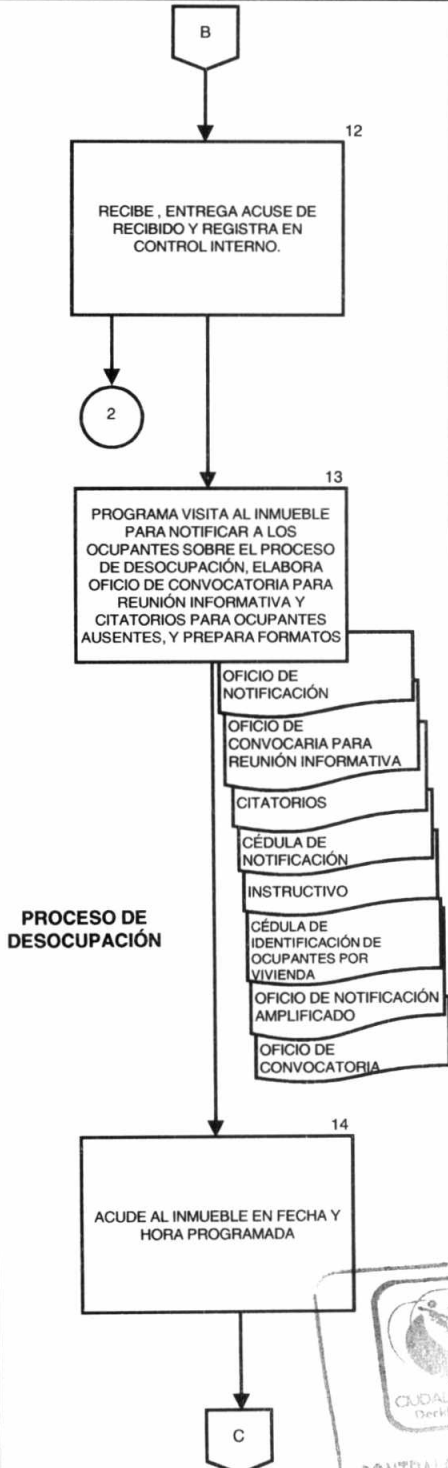 B
12
RECIBE , ENTREGA ACUSE DE
RECIBIDO Y REGISTRA EN
CONTROL INTERNO.
2
13
PROGRAMA VISITA AL INMUEBLE
PARA NOTIFICAR A LOS
OCUPANTES SOBRE EL PROCESO
DE DESOCUPACIÓN, ELABORA
OFICIO DE CONVOCATORIA PARA
REUNIÓN INFORMATIVA Y
CITATORIOS PARA OCUPANTES
AUSENTES, Y PREPARA FORMATOS
OFICIO DE
NOTIFICACIÓN
OFICIO DE
CONVOCARIA PARA
REUNIÓN INFORMATIVA
CITATORIOS
CÉDULA DE
NOTIFICACIÓN
INSTRUCTIVO
CÉDULA DE
IDENTIFICACIÓN DE
OCUPANTES POR
VIVIENDA
OFICIO DE NOTIFICACIÓN
AMPLIFICADO
OFICIO DE
CONVOCATORIA
PROCESO DE
DESOCUPACIÓN
14
ACUDE AL INMUEBLE EN FECHA Y
HORA PROGRAMADA
C